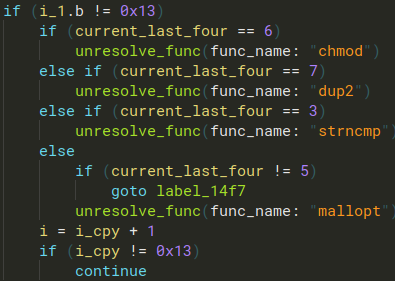 if (i_1.b != 0x13)
if (current_last_four == 6)
unresolve_func(func_name: "chmod")
else if (current_last_four == 7)
unresolve_func(func_name: "dup2")
else if (current_last_four == 3)
unresolve_func(func_name: "strncmp")
else
if (current_last_four != 5)
goto label_14f7
unresolve_func(func_name: "mallopt")
i = i_cpy + 1
if (i_cpy != 0x13)
continue